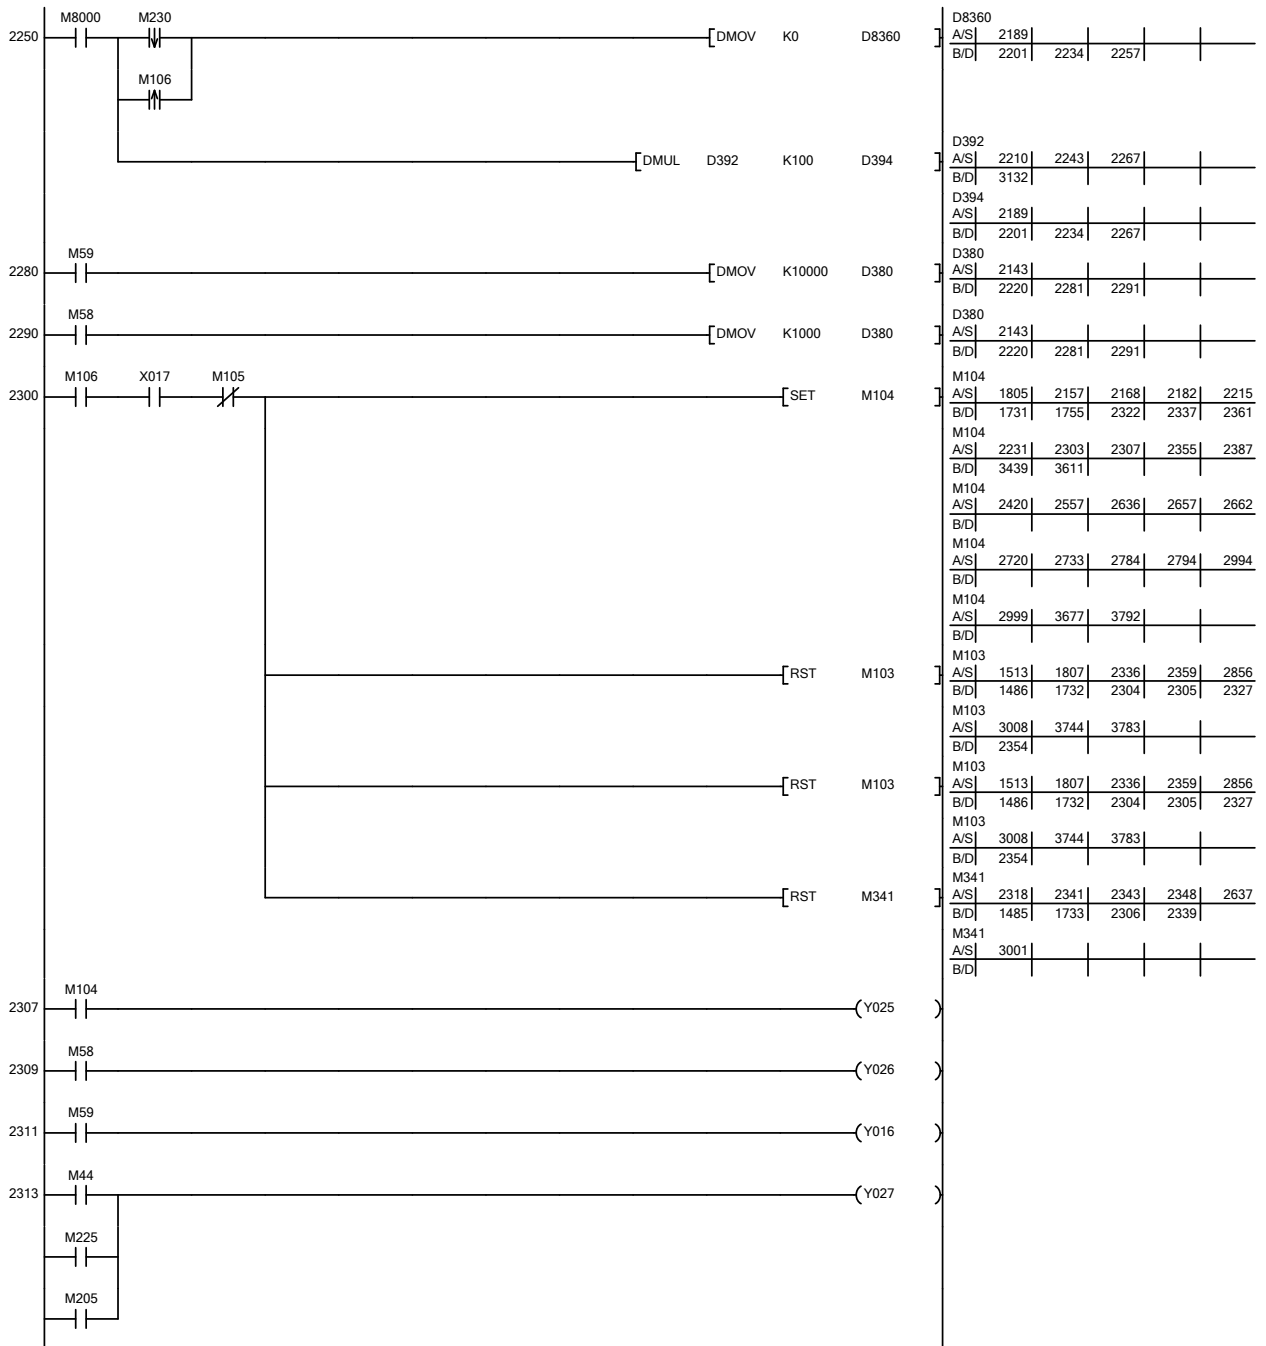 M8000 M230 D8360
2250 DMOV K0 D8360 A/S 2189
B/D 2201 2234 2257
M106
D392
DMUL D392 K100 D394 A/S 2210 2243 2267
B/D 3132
D394
A/S 2189
B/D 2201 2234 2267
M59 D380
2280 DMOV K10000 D380 A/S 2143
B/D 2220 2281 2291
M58 D380
2290 DMOV K1000 D380 A/S 2143
B/D 2220 2281 2291
M106 X017 M105 M104
2300 SET M104 A/S 1805 2157 2168 2182 2215
B/D 1731 1755 2322 2337 2361
M104
A/S 2231 2303 2307 2355 2387
B/D 3439 3611
M104
A/S 2420 2557 2636 2657 2662
B/D
M104
A/S 2720 2733 2784 2794 2994
B/D
M104
A/S 2999 3677 3792
B/D
M103
RST M103 A/S 1513 1807 2336 2359 2856
B/D 1486 1732 2304 2305 2327
M103
A/S 3008 3744 3783
B/D 2354
M103
RST M103 A/S 1513 1807 2336 2359 2856
B/D 1486 1732 2304 2305 2327
M103
A/S 3008 3744 3783
B/D 2354
M341
RST M341 A/S 2318 2341 2343 2348 2637
B/D 1485 1733 2306 2339
M341
A/S 3001
B/D
M104
2307 Y025
M58
2309 Y026
M59
2311 Y016
M44
2313 Y027
M225
M205